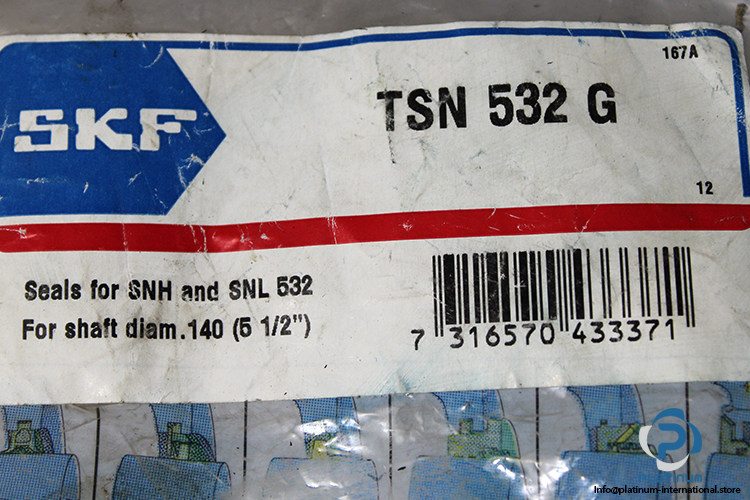 167A
SKF
TSN 532 G
12
Seals for SNH and SNL 532
For shaft diam.140 (5 1/2")
7 316570 433371
Info@platinum-international.store